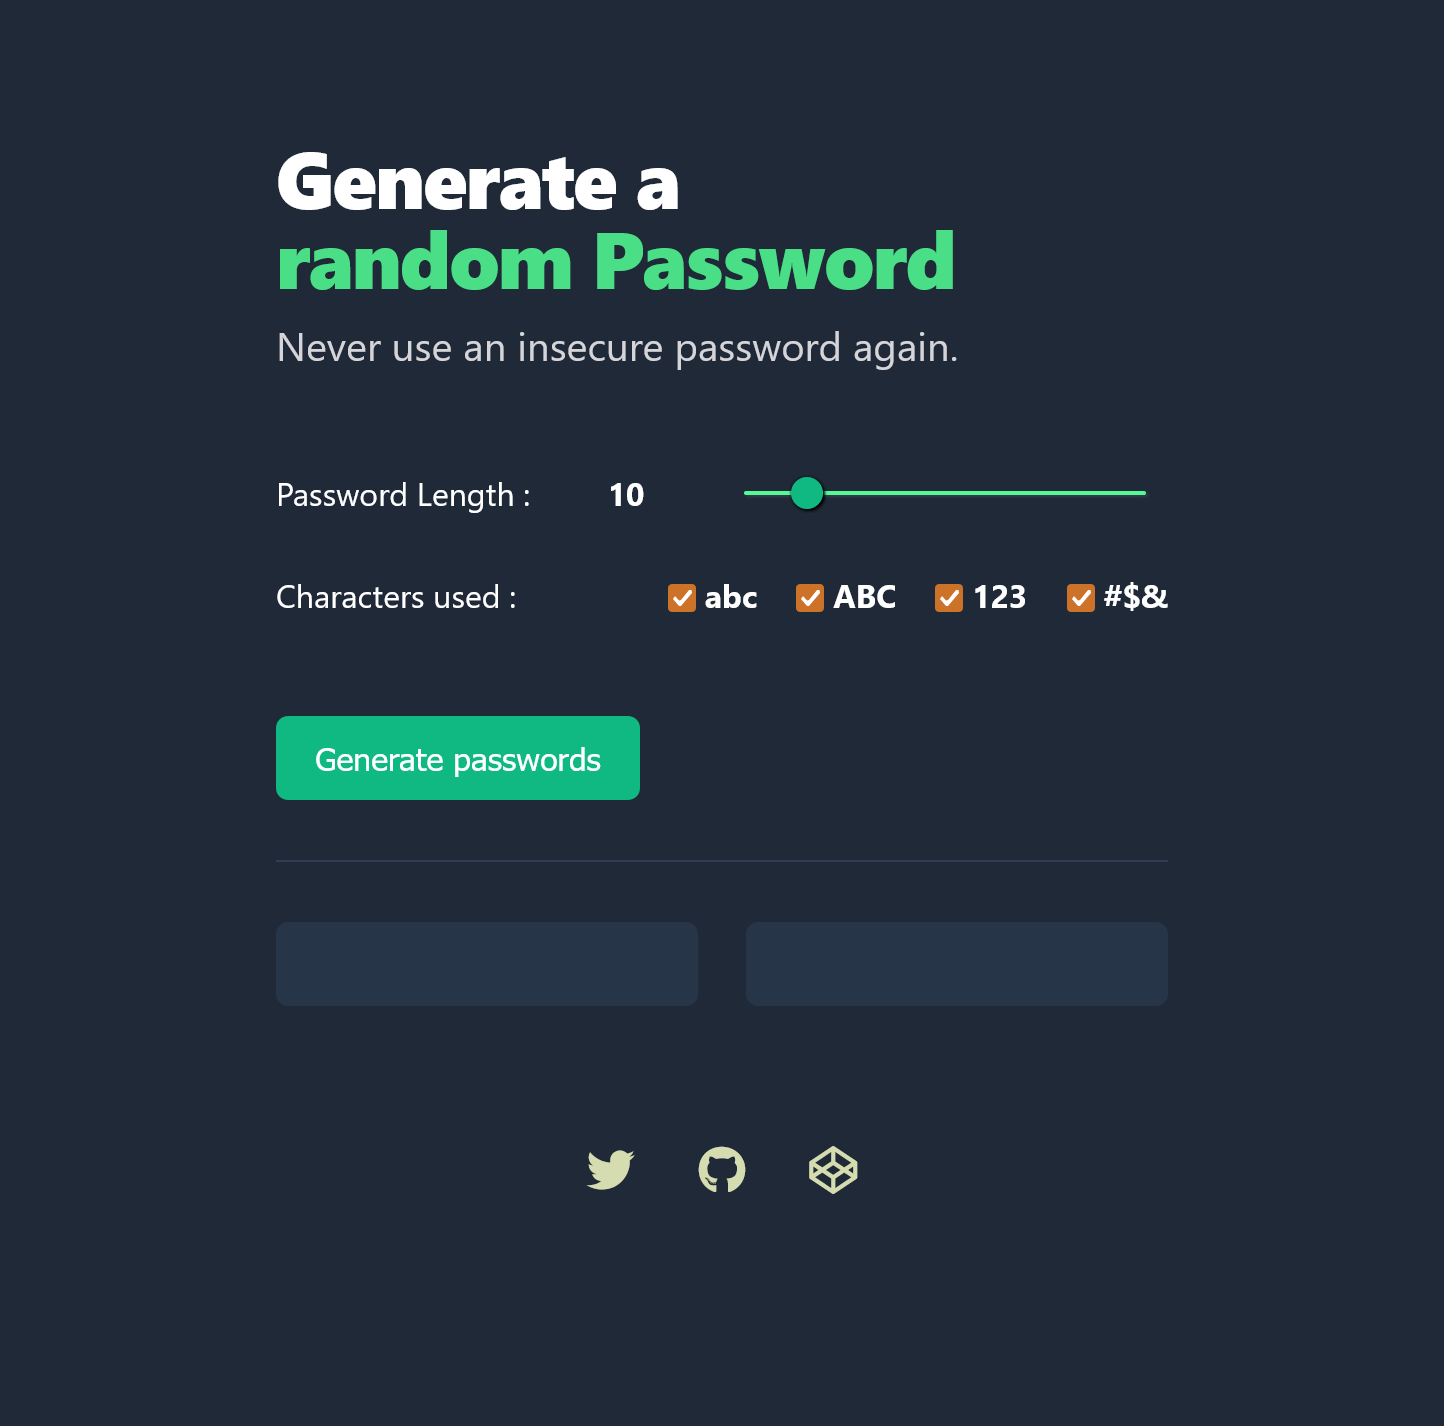 Generate a
random Password
Never use an insecure password again.
Password Length : 10
Characters used : abc ABC 123 #$&
Generate passwords